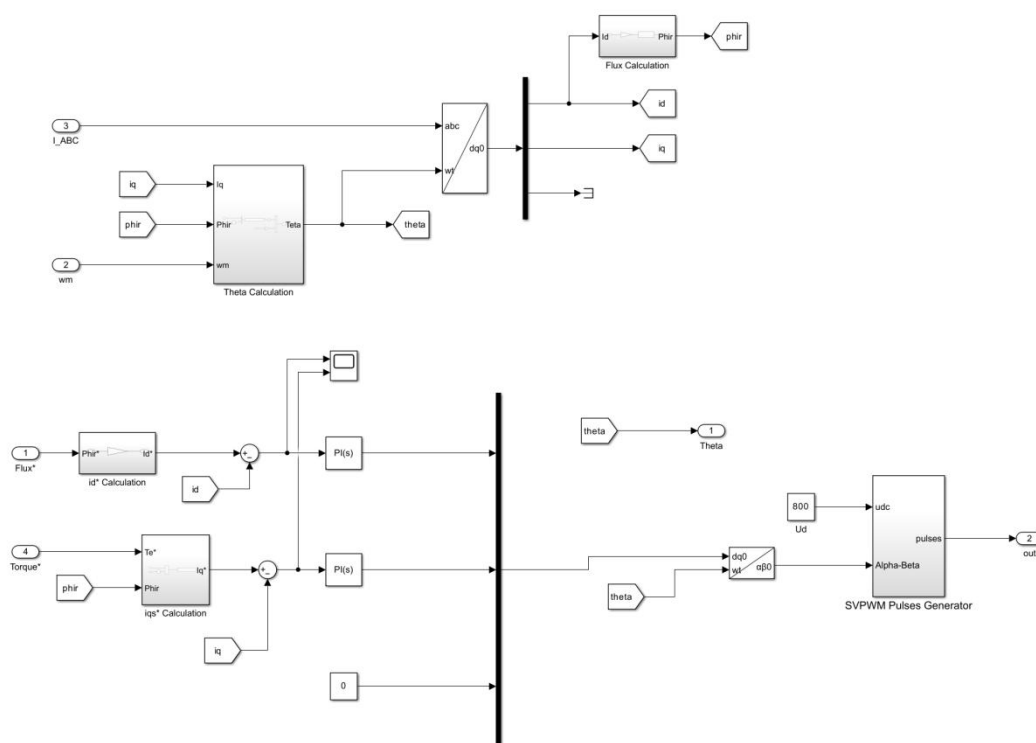 Id
Phir
phir
Flux Calculation
id
3
I_ABC
abc
dq0
wt
iq
iq
Iq
phir
Phir
Teta
theta
2
wm
wm
Theta Calculation
theta
1
Theta
1
Flux*
Phir*
Id*
id* Calculation
+
-
PI(s)
id
800
Ud
udc
pulses
2
out
4
Torque*
Te*
Iq*
+
-
PI(s)
dq0
wt
αβ0
Alpha-Beta
phir
Phir
iqs* Calculation
theta
SVPWM Pulses Generator
iq
0